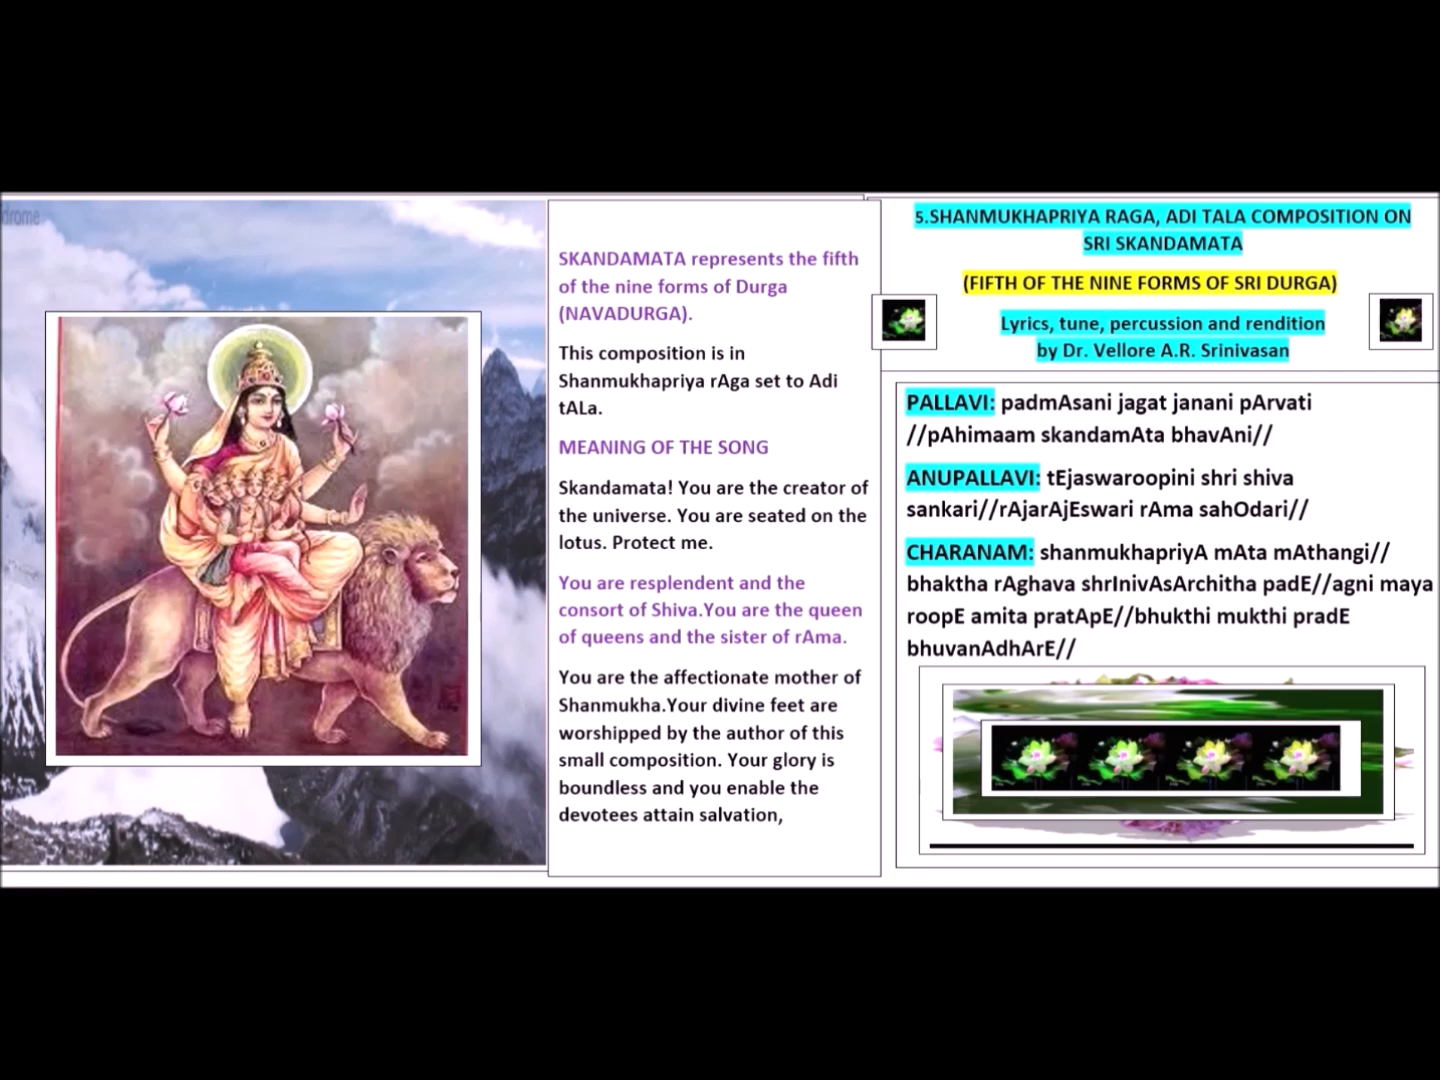 drome
SKANDAMATA represents the fifth
of the nine forms of Durga
(NAVADURGA).
This composition is in
Shanmukhapriya rAga set to Adi
tALa.
MEANING OF THE SONG
Skandamata! You are the creator of
the universe. You are seated on the
lotus. Protect me.
You are resplendent and the
consort of Shiva.You are the queen
of queens and the sister of rAma.
You are the affectionate mother of
Shanmukha.Your divine feet are
worshipped by the author of this
small composition. Your glory is
boundless and you enable the
devotees attain salvation,
5.SHANMUKHAPRIYA RAGA, ADI TALA COMPOSITION ON
SRI SKANDAMATA
(FIFTH OF THE NINE FORMS OF SRI DURGA)
Lyrics, tune, percussion and rendition
by Dr. Vellore A.R. Srinivasan
PALLAVI: padmAsani jagat janani pArvati
//pAhimaam skandamAta bhavAni//
ANUPALLAVI: tEjaswaroopini shri shiva
sankari//rAjarAjEswari rAma sahOdari//
CHARANAM: shanmukhapriyA mAta mAthangi//
bhaktha rAghava shrInivAsArchitha padE//agni maya
roopE amita pratApE//bhukthi mukthi pradE
bhuvanAdhArE//